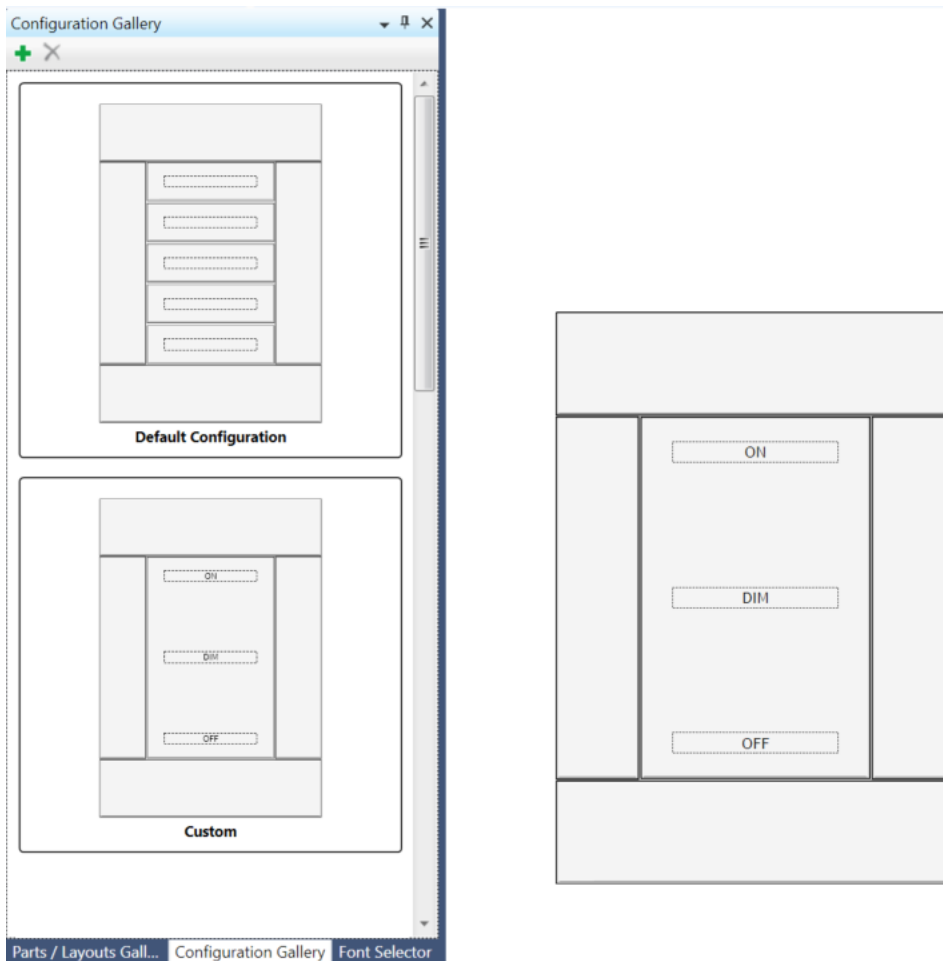 Configuration Gallery
Default Configuration
ON
DIM
OFF
Custom
Parts / Layouts Gall... Configuration Gallery Font Selector
ON
DIM
OFF